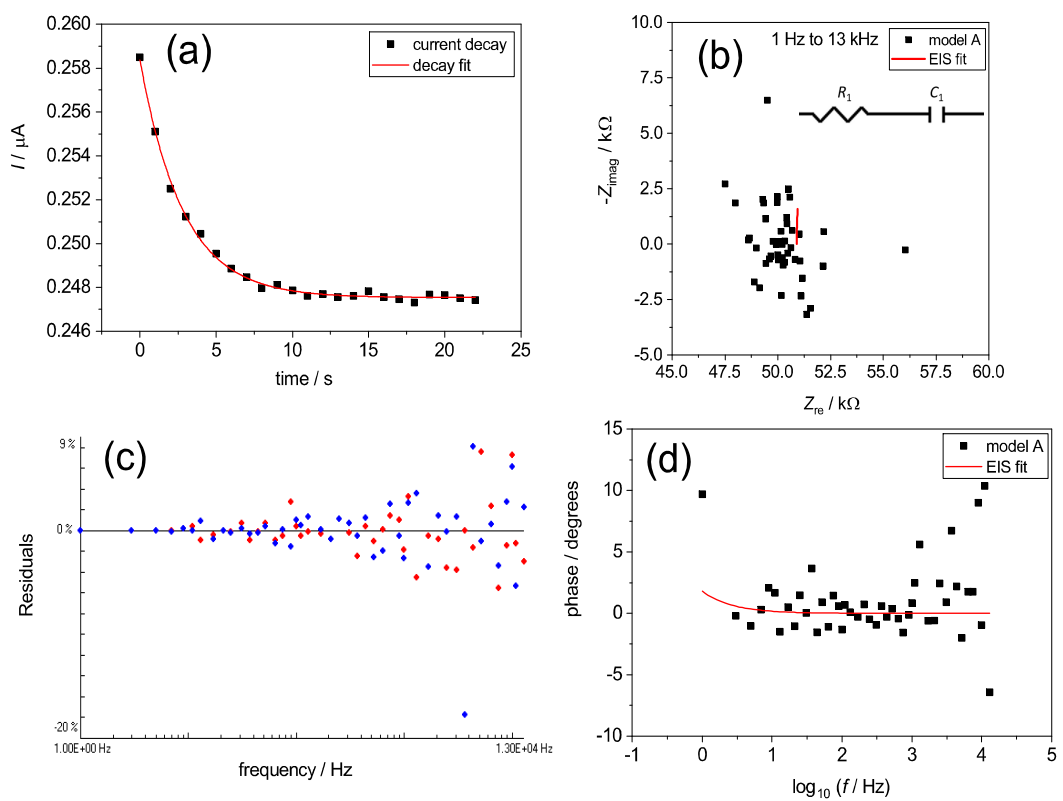 (a)
current decay
decay fit
0.260
0.258
0.256
0.254
0.252
0.250
0.248
0.246
I / μA
0
5
10
15
20
25
time / s
(b)
1 Hz to 13 kHz
model A
EIS fit
R1
C1
10.0
7.5
5.0
2.5
0.0
-2.5
-5.0
-Zimag / kΩ
45.0
47.5
50.0
52.5
55.0
57.5
60.0
Zre / kΩ
(c)
9 %
0 %
-20 %
Residuals
1.00E+00 Hz
1.30E+04 Hz
frequency / Hz
(d)
model A
EIS fit
15
10
5
0
-5
-10
phase / degrees
-1
0
1
2
3
4
5
log10 (f / Hz)